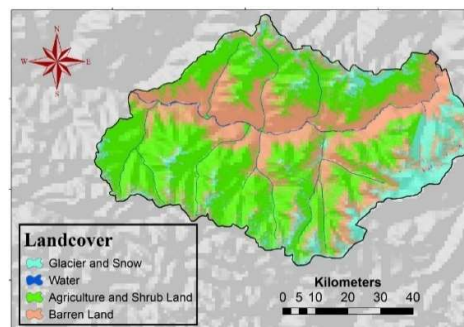 N
W E
S
Landcover
Glacier and Snow
Water
Agriculture and Shrub Land
Barren Land
Kilometers
0 5 10 20 30 40